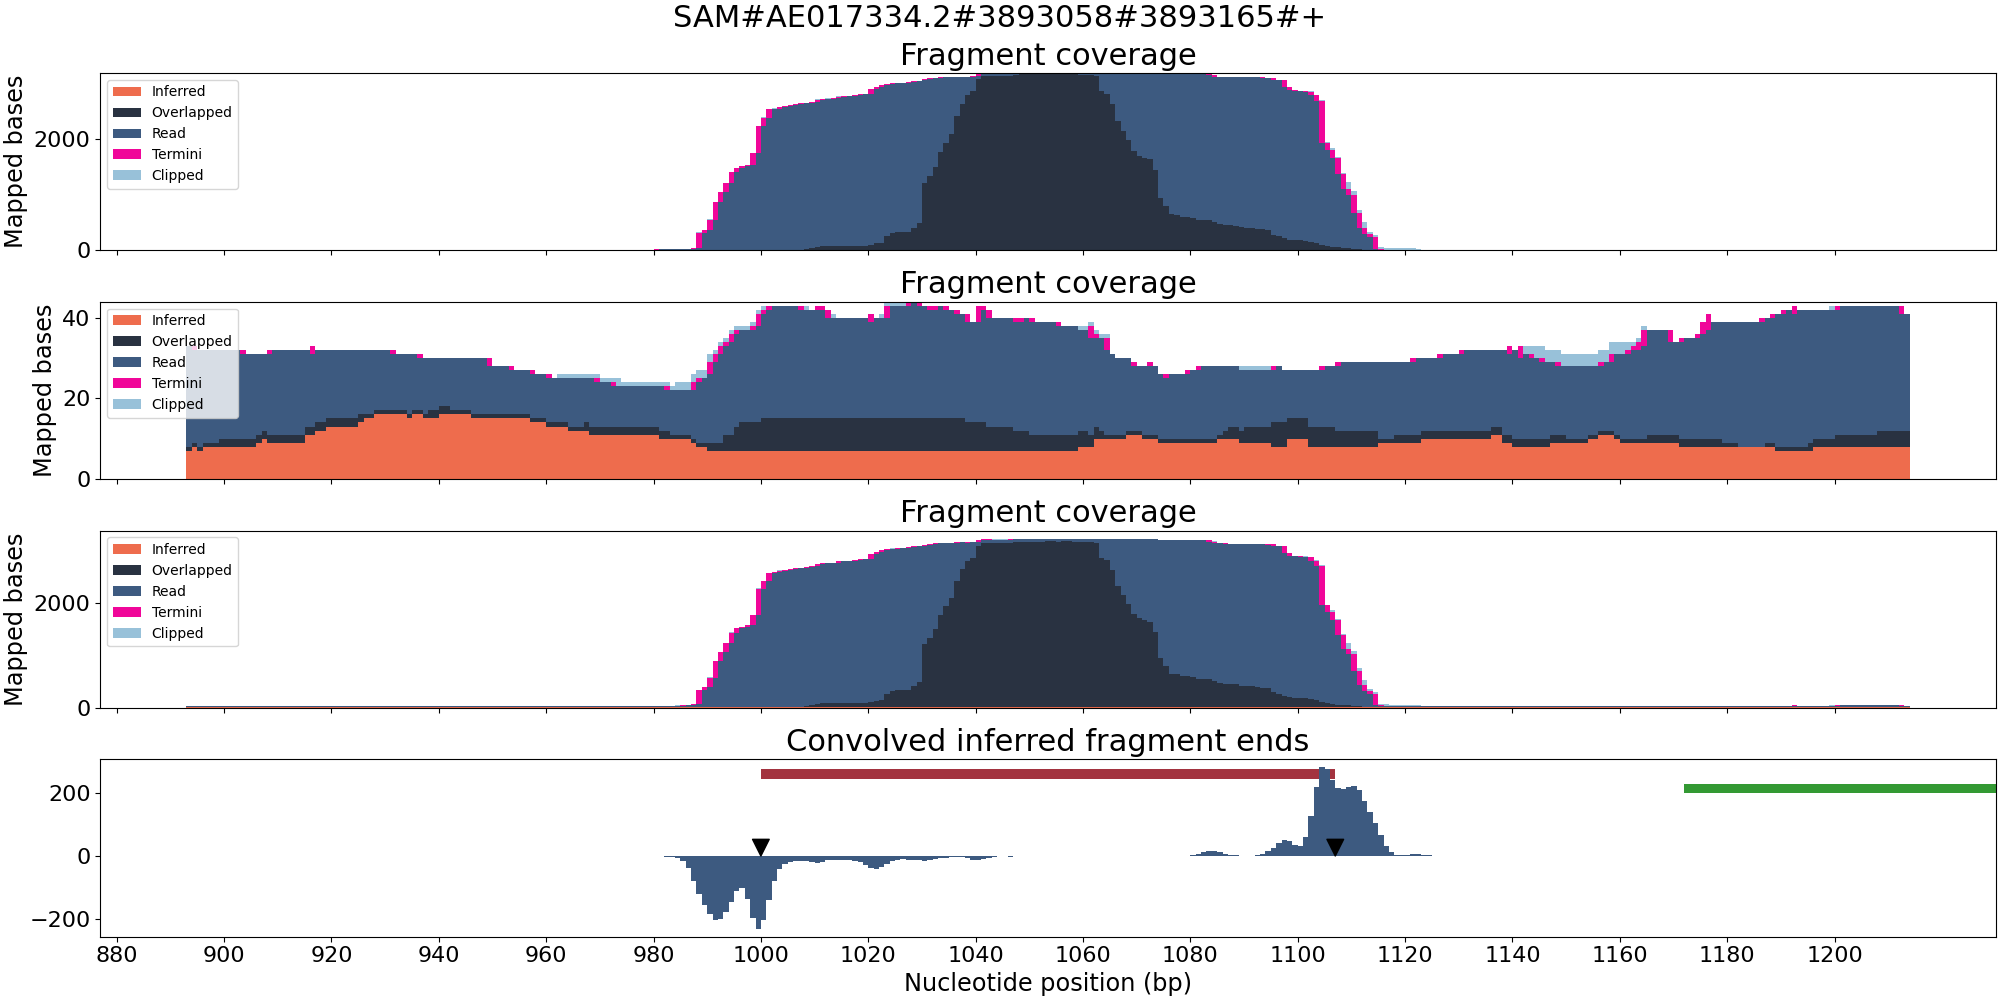 SAM#AE017334.2#3893058#3893165#+
Fragment coverage
Mapped bases
2000
0
Inferred
Overlapped
Read
Termini
Clipped
Fragment coverage
Mapped bases
40
20
0
Inferred
Overlapped
Read
Termini
Clipped
Fragment coverage
Mapped bases
2000
0
Inferred
Overlapped
Read
Termini
Clipped
Convolved inferred fragment ends
200
0
−200
880 900 920 940 960 980 1000 1020 1040 1060 1080 1100 1120 1140 1160 1180 1200
Nucleotide position (bp)